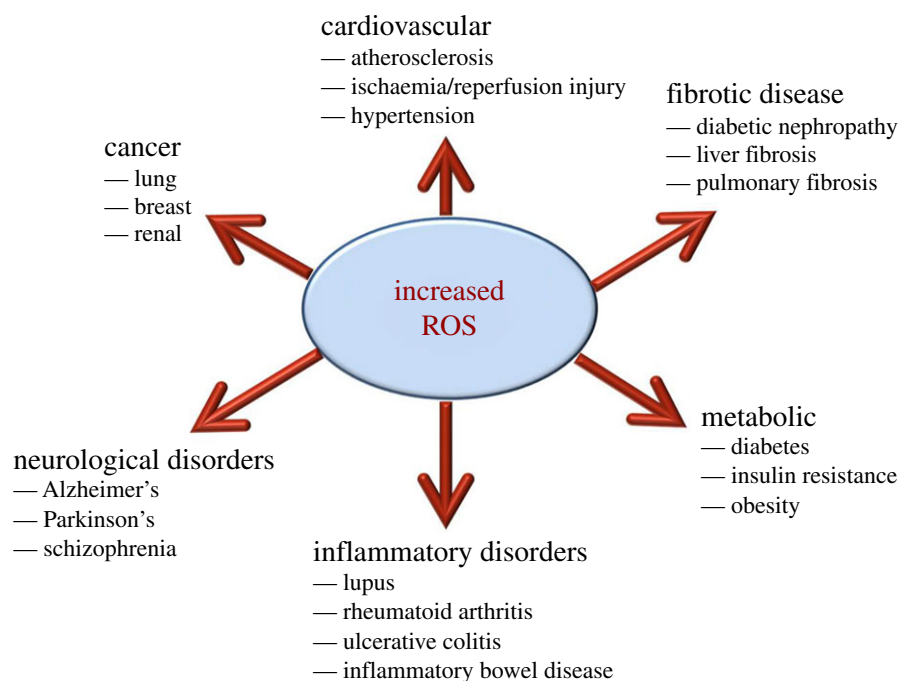 cardiovascular
— atherosclerosis
— ischaemia/reperfusion injury
— hypertension
fibrotic disease
— diabetic nephropathy
— liver fibrosis
— pulmonary fibrosis
cancer
— lung
— breast
— renal
increased
ROS
metabolic
— diabetes
— insulin resistance
— obesity
neurological disorders
— Alzheimer’s
— Parkinson’s
— schizophrenia
inflammatory disorders
— lupus
— rheumatoid arthritis
— ulcerative colitis
— inflammatory bowel disease